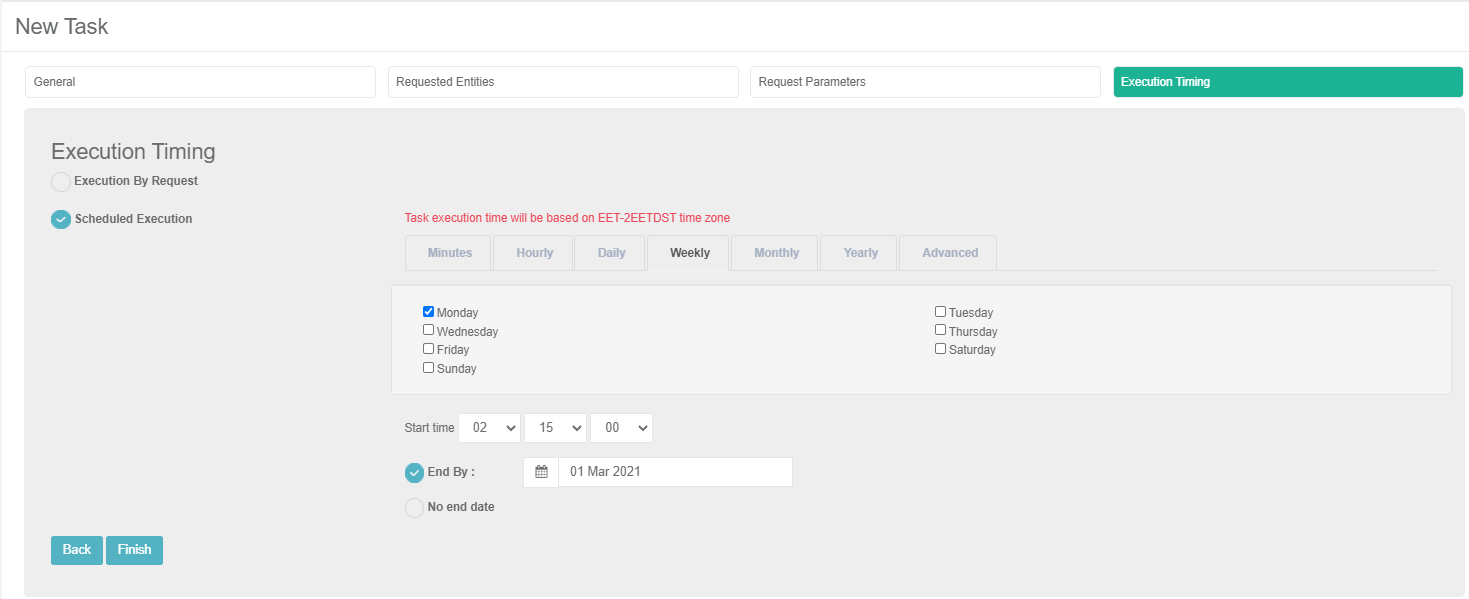 New Task
General Requested Entities Request Parameters Execution Timing
Execution Timing
Execution By Request
Scheduled Execution Task execution time will be based on EET-2EETDST time zone
Minutes Hourly Daily Weekly Monthly Yearly Advanced
Monday Tuesday
Wednesday Thursday
Friday Saturday
Sunday
Start time 02 15 00
End By : 01 Mar 2021
No end date
Back Finish